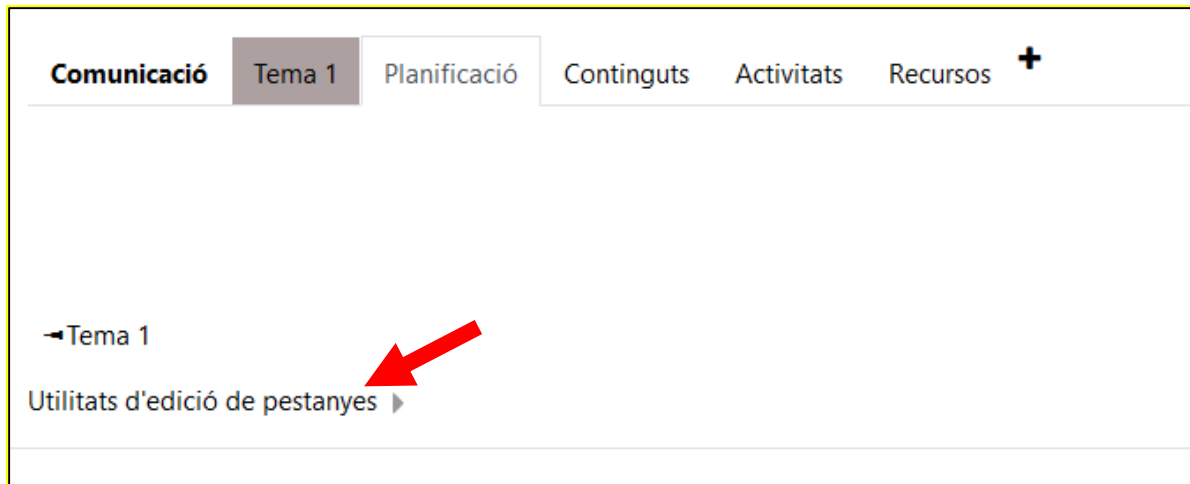 Comunicació Tema 1 Planificació Continguts Activitats Recursos +
Tema 1
Utilitats d'edició de pestanyes